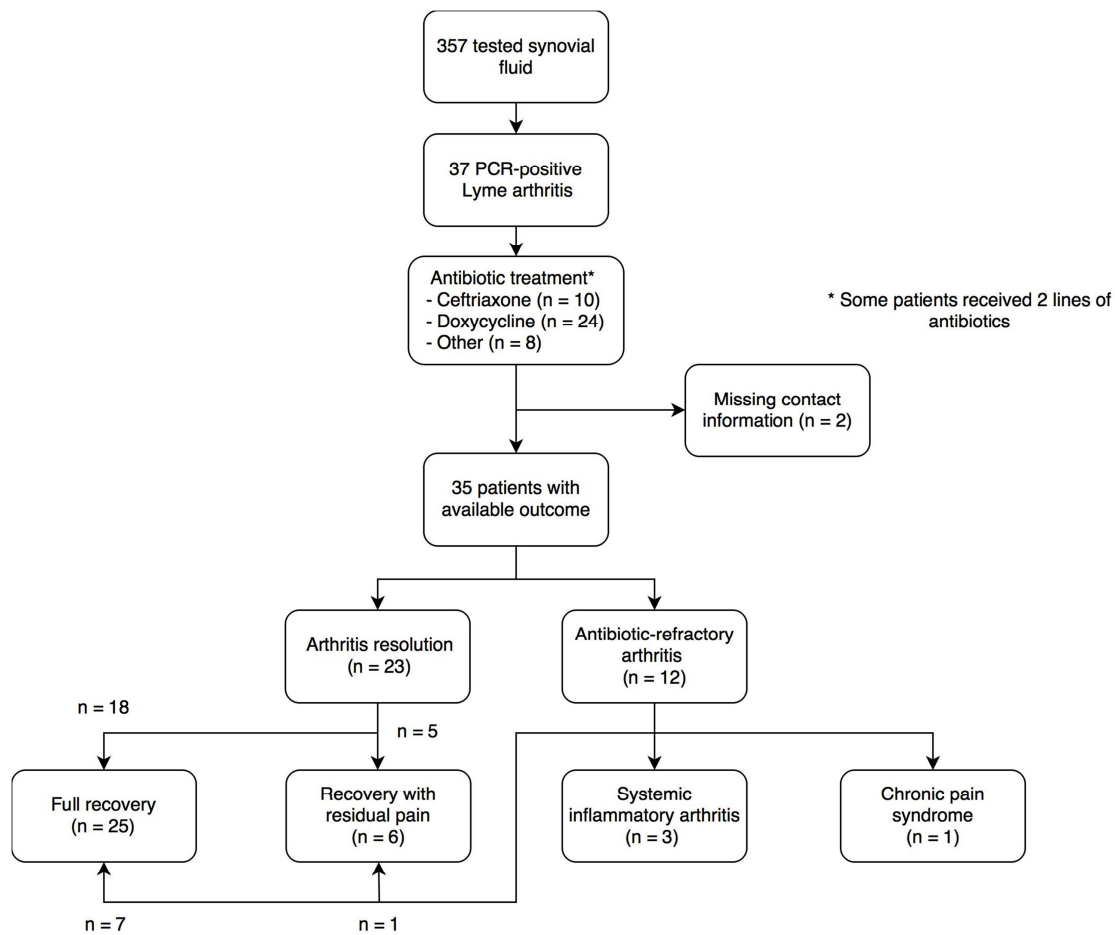 357 tested synovial
fluid
37 PCR-positive
Lyme arthritis
Antibiotic treatment*
- Ceftriaxone (n = 10)
- Doxycycline (n = 24)
- Other (n = 8)
* Some patients received 2 lines of
antibiotics
Missing contact
information (n = 2)
35 patients with
available outcome
Arthritis resolution
(n = 23)
Antibiotic-refractory
arthritis
(n = 12)
n = 18
n = 5
Full recovery
(n = 25)
Recovery with
residual pain
(n = 6)
Systemic
inflammatory arthritis
(n = 3)
Chronic pain
syndrome
(n = 1)
n = 7
n = 1